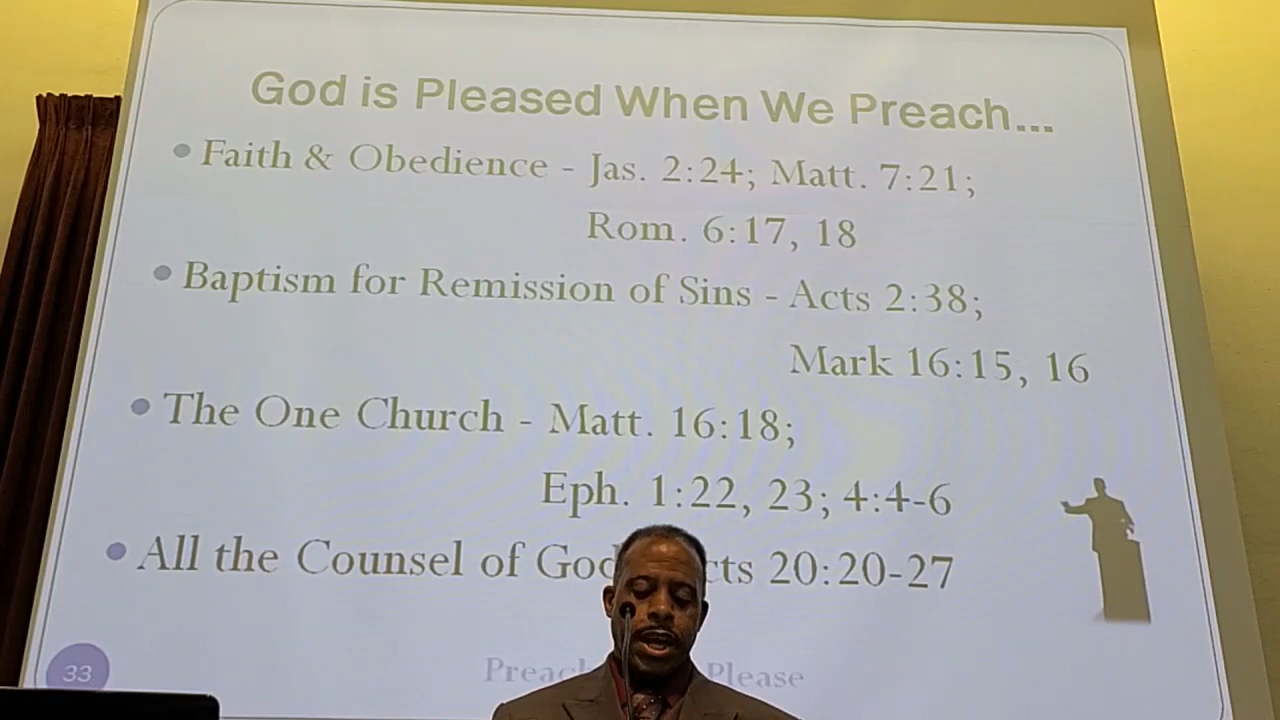 God is Pleased When We Preach...
Faith & Obedience - Jas. 2:24; Matt. 7:21;
Rom. 6:17, 18
Baptism for Remission of Sins - Acts 2:38;
Mark 16:15, 16
The One Church - Matt. 16:18;
Eph. 1:22, 23; 4:4-6
All the Counsel of God cts 20:20-27
33
Preach Please